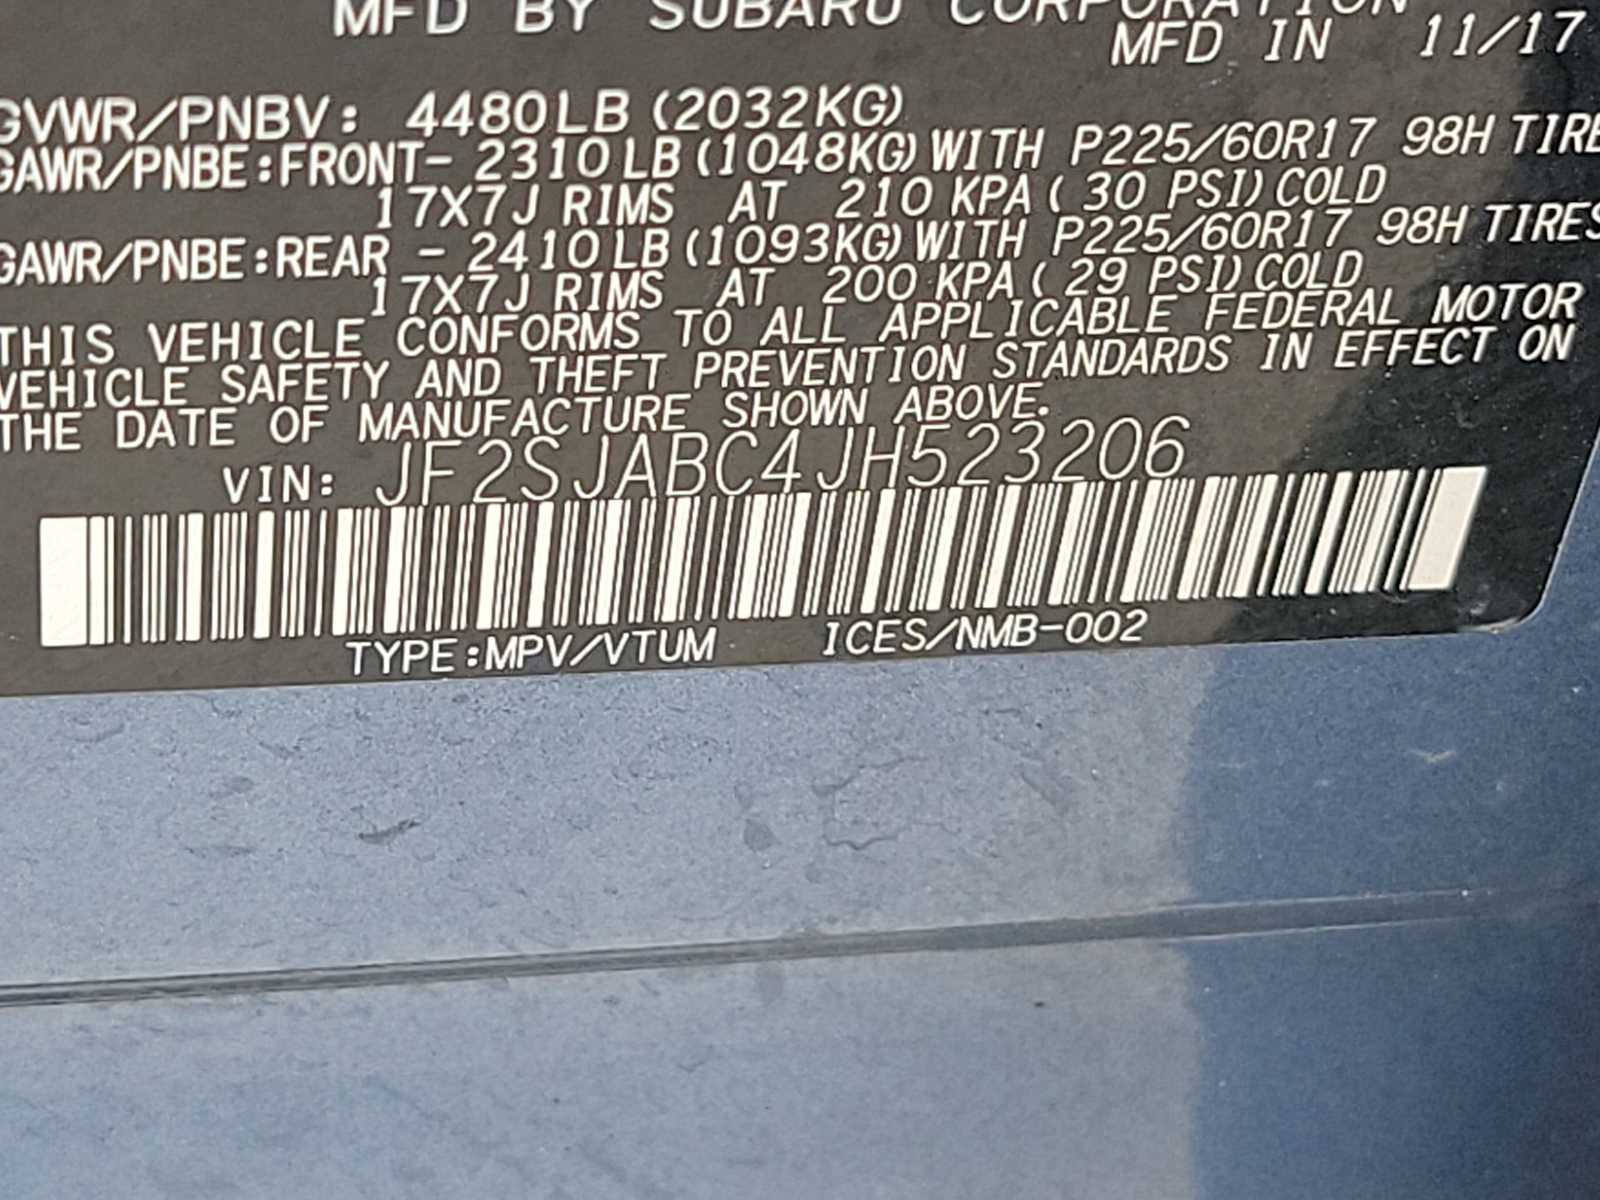 MFD BY SUBARU CORPORATION
MFD IN 11/17
GVWR/PNBV: 4480LB (2032KG)
GAWR/PNBE:FRONT- 2310LB (1048KG) WITH P225/60R17 98H TIRE
17X7J RIMS AT 210 KPA ( 30 PSI) COLD
GAWR/PNBE:REAR - 2410LB (1093KG) WITH P225/60R17 98H TIRES
17X7J RIMS AT 200 KPA ( 29 PSI) COLD
THIS VEHICLE CONFORMS TO ALL APPLICABLE FEDERAL MOTOR
VEHICLE SAFETY AND THEFT PREVENTION STANDARDS IN EFFECT ON
THE DATE OF MANUFACTURE SHOWN ABOVE.
VIN: JF2SJABC4JH523206
TYPE:MPV/VTUM ICES/NMB-002